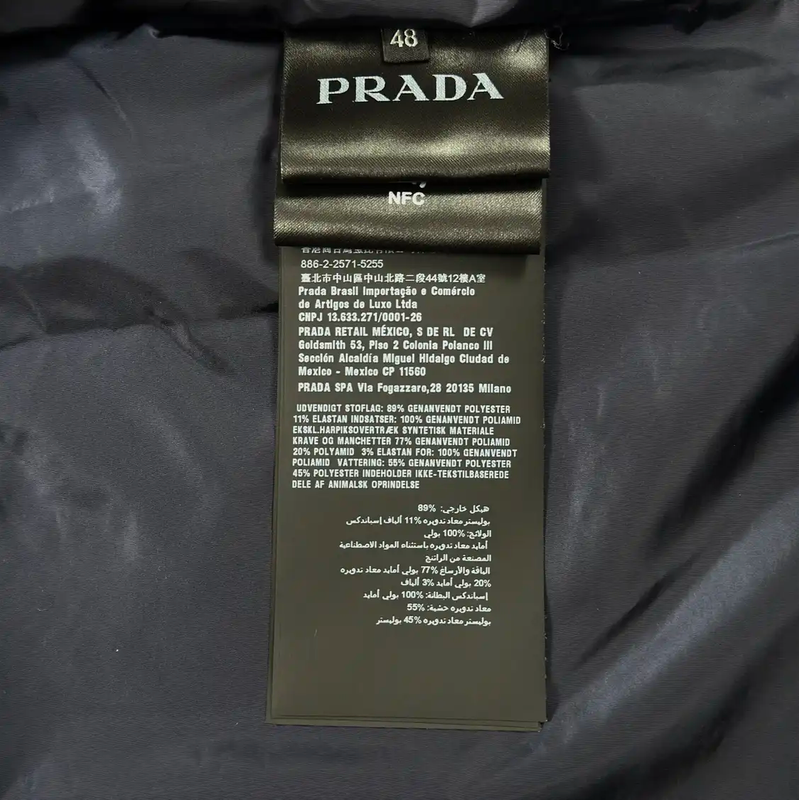 48
PRADA
NFC
886-2-2571-5255
臺北市中山區中山北路二段44號12樓A室
Prada Brasil Importação e Comércio
de Artigos de Luxo Ltda
CNPJ 13.633.271/0001-26
PRADA RETAIL MÉXICO, S DE RL DE CV
Goldsmith 53, Piso 2 Colonia Polanco III
Sección Alcaldía Miguel Hidalgo Ciudad de
Mexico - Mexico CP 11560
PRADA SPA Via Fogazzaro,28 20135 Milano
UDVENDIGT STOFLAG: 89% GENANVENDT POLYESTER
11% ELASTAN INDSATSER: 100% GENANVENDT POLIAMID
EKSKL.HARPIKSOVERTRÆK SYNTETISK MATERIALE
KRAVE OG MANCHETTER 77% GENANVENDT POLIAMID
20% POLYAMID 3% ELASTAN FOR: 100% GENANVENDT
POLIAMID VATTERING: 55% GENANVENDT POLYESTER
45% POLYESTER INDEHOLDER IKKE-TEKSTILBASEREDE
DELE AF ANIMALSK OPRINDELSE
هيكل خارجي: 89%
بوليستر معاد تدويره 11% ألياف إسباندكس
الولائج: 100% بولي
أمايد معاد تدويره باستثناء المواد الاصطناعية
المصنعة من الراتنج
الياقة والأرساغ 77% بولي أمايد معاد تدويره
20% بولي أمايد 3% ألياف
إسباندكس البطانة: 100% بولي أمايد
معاد تدويره حشية: 55%
بوليستر معاد تدويره 45% بوليستر